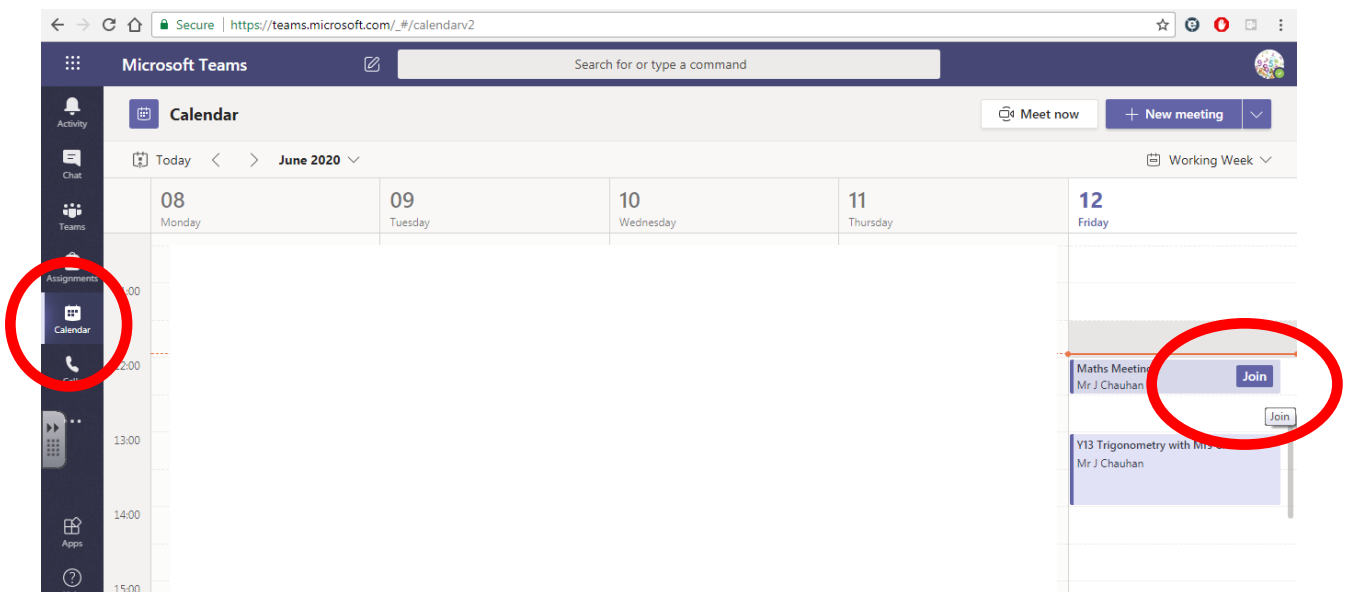 Secure | https://teams.microsoft.com/_#/calendarv2
Microsoft Teams
Search for or type a command
Activity
Chat
Teams
Assignments
Calendar
Apps
Calendar
Meet now
+ New meeting
Today
June 2020
Working Week
08
Monday
09
Tuesday
10
Wednesday
11
Thursday
12
Friday
12:00
13:00
14:00
15:00
Maths Meeting
Mr J Chauhan
Join
Join
Y13 Trigonometry with
Mr J Chauhan